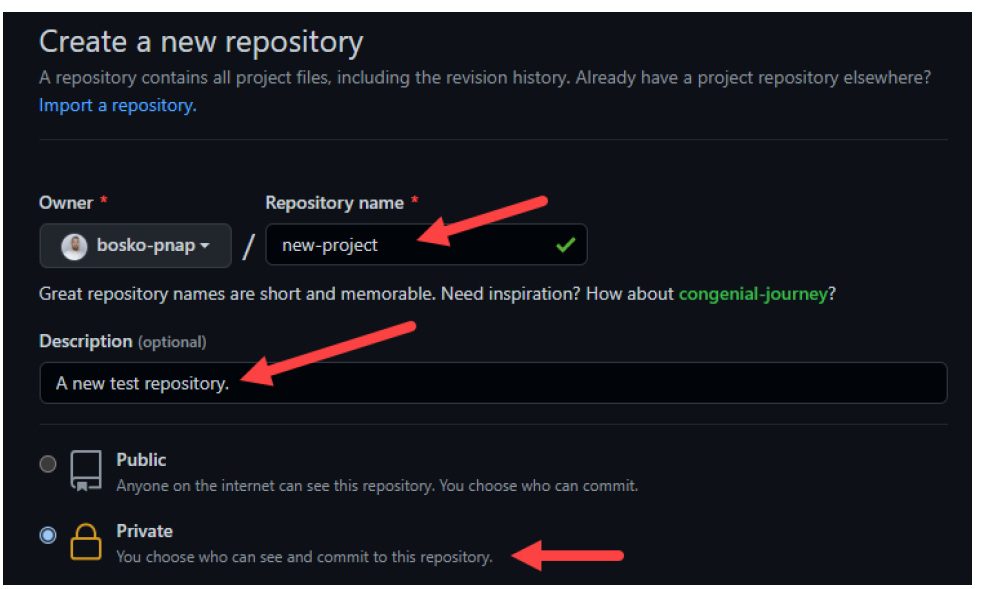 Create a new repository
A repository contains all project files, including the revision history. Already have a project repository elsewhere?
Import a repository.
Owner * Repository name *
bosko-pnap / new-project
Great repository names are short and memorable. Need inspiration? How about congenial-journey?
Description (optional)
A new test repository.
Public
Anyone on the internet can see this repository. You choose who can commit.
Private
You choose who can see and commit to this repository.